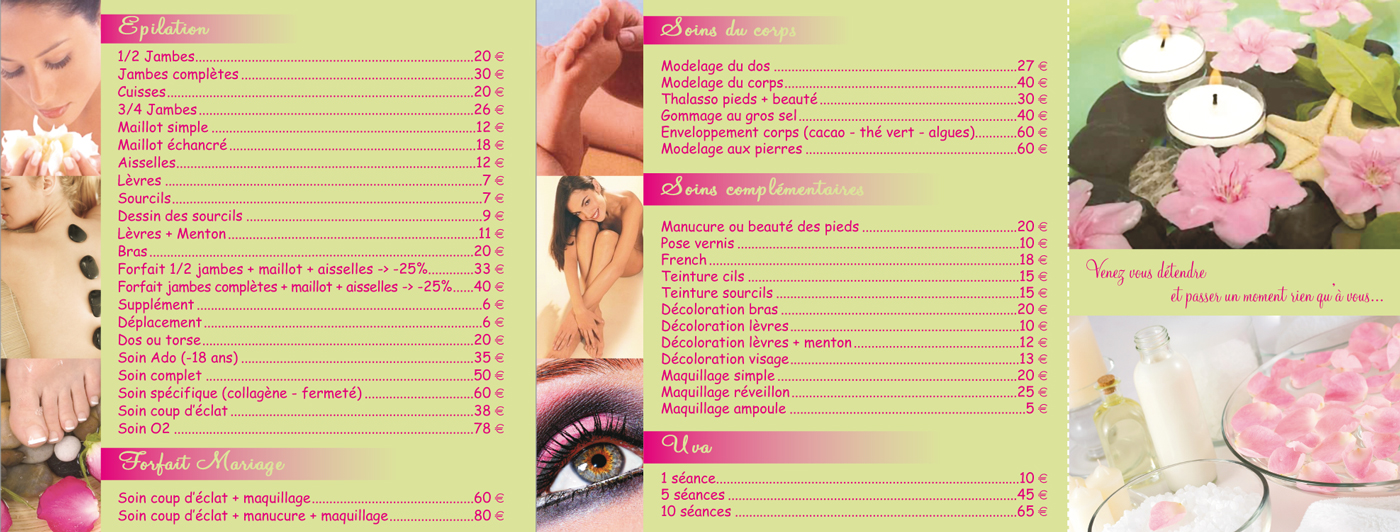 Epilation
1/2 Jambes..........20 €
Jambes complètes..........30 €
Cuisses..........20 €
3/4 Jambes..........26 €
Maillot simple..........12 €
Maillot échancré..........18 €
Aisselles..........12 €
Lèvres..........7 €
Sourcils..........7 €
Dessin des sourcils..........9 €
Lèvres + Menton..........11 €
Bras..........20 €
Forfait 1/2 jambes + maillot + aisselles -> -25%..........33 €
Forfait jambes complètes + maillot + aisselles -> -25%......40 €
Supplément..........6 €
Déplacement..........6 €
Dos ou torse..........20 €
Soin Ado (-18 ans)..........35 €
Soin complet..........50 €
Soin spécifique (collagène - fermeté)..........60 €
Soin coup d'éclat..........38 €
Soin O2..........78 €
Forfait Mariage
Soin coup d'éclat + maquillage..........60 €
Soin coup d'éclat + manucure + maquillage..........80 €
Soins du corps
Modelage du dos..........27 €
Modelage du corps..........40 €
Thalasso pieds + beauté..........30 €
Gommage au gros sel..........40 €
Enveloppement corps (cacao - thé vert - algues)..........60 €
Modelage aux pierres..........60 €
Soins complémentaires
Manucure ou beauté des pieds..........20 €
Pose vernis..........10 €
French..........18 €
Teinture cils..........15 €
Teinture sourcils..........15 €
Décoloration bras..........20 €
Décoloration lèvres..........10 €
Décoloration lèvres + menton..........12 €
Décoloration visage..........13 €
Maquillage simple..........20 €
Maquillage réveillon..........25 €
Maquillage ampoule..........5 €
Uva
1 séance..........10 €
5 séances..........45 €
10 séances..........65 €
Venez vous détendre
et passer un moment rien qu'à vous...